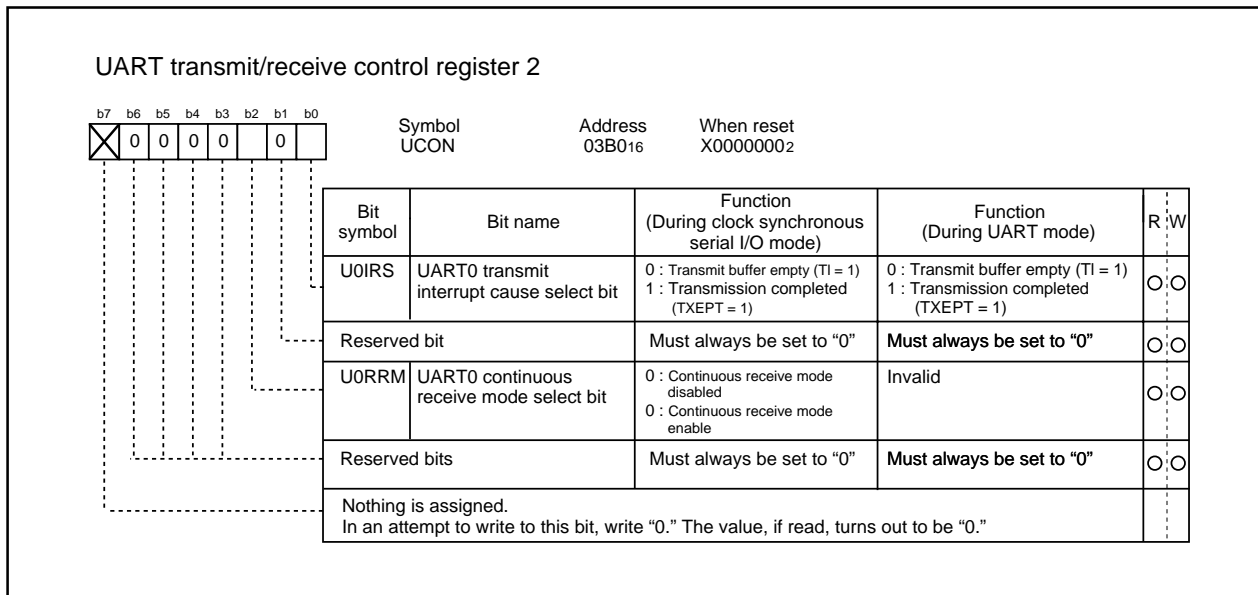 UART transmit/receive control register 2
b7 b6 b5 b4 b3 b2 b1 b0
0 0 0 0 0
Symbol Address When reset
UCON 03B016 X00000002
Bit symbol Bit name Function (During clock synchronous serial I/O mode) Function (During UART mode) R W
U0IRS UART0 transmit interrupt cause select bit
0 : Transmit buffer empty (TI = 1)
1 : Transmission completed
(TXEPT = 1)
0 : Transmit buffer empty (TI = 1)
1 : Transmission completed
(TXEPT = 1)
Reserved bit Must always be set to “0” Must always be set to “0”
U0RRM UART0 continuous receive mode select bit
0 : Continuous receive mode
disabled
0 : Continuous receive mode
enable
Invalid
Reserved bits Must always be set to “0” Must always be set to “0”
Nothing is assigned.
In an attempt to write to this bit, write “0.” The value, if read, turns out to be “0.”